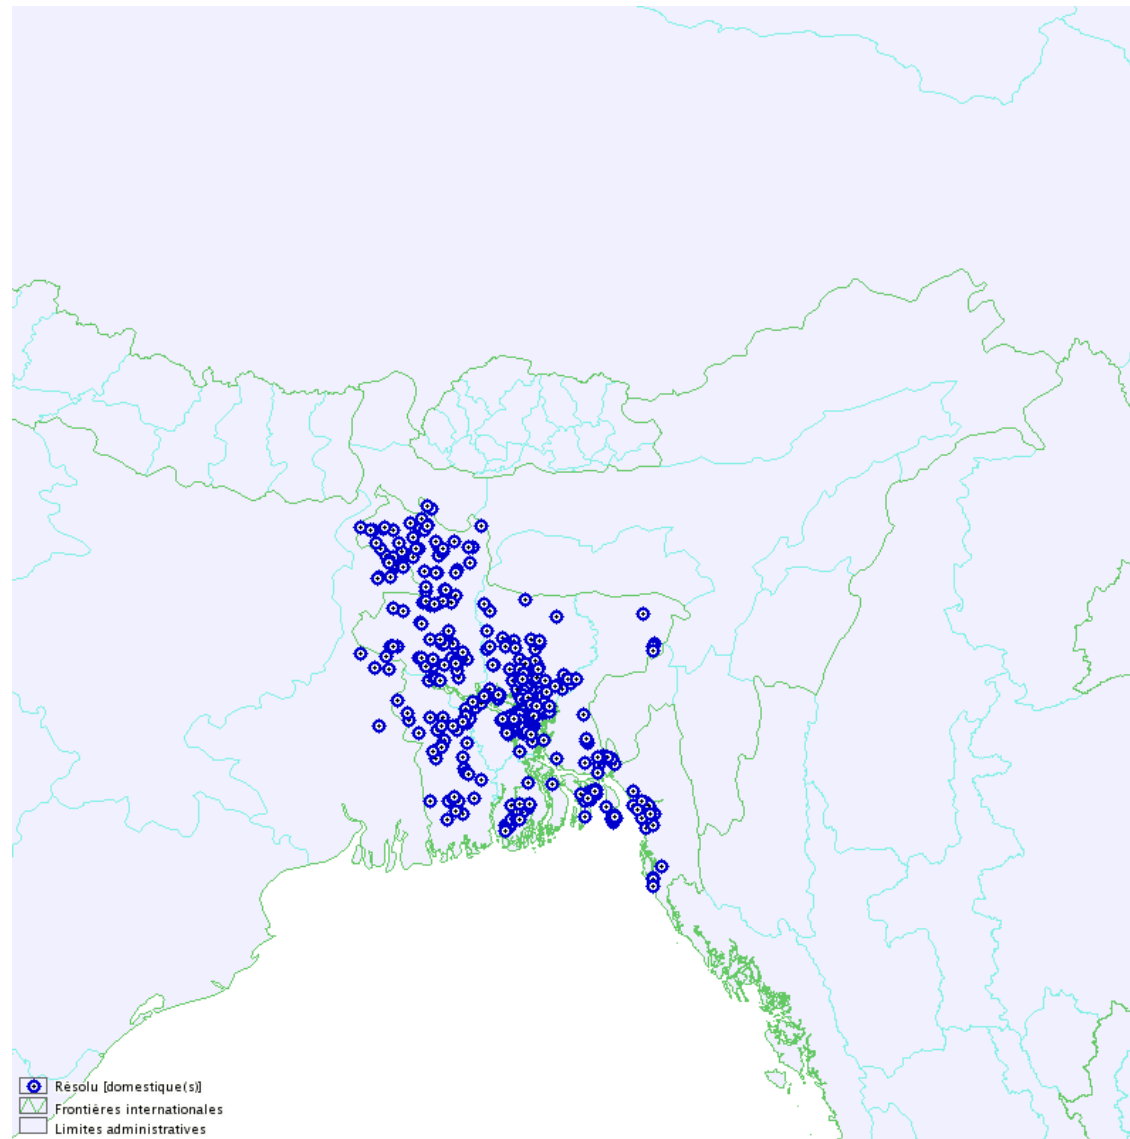 Résolu [domestique(s)]
Frontières internationales
Limites administratives